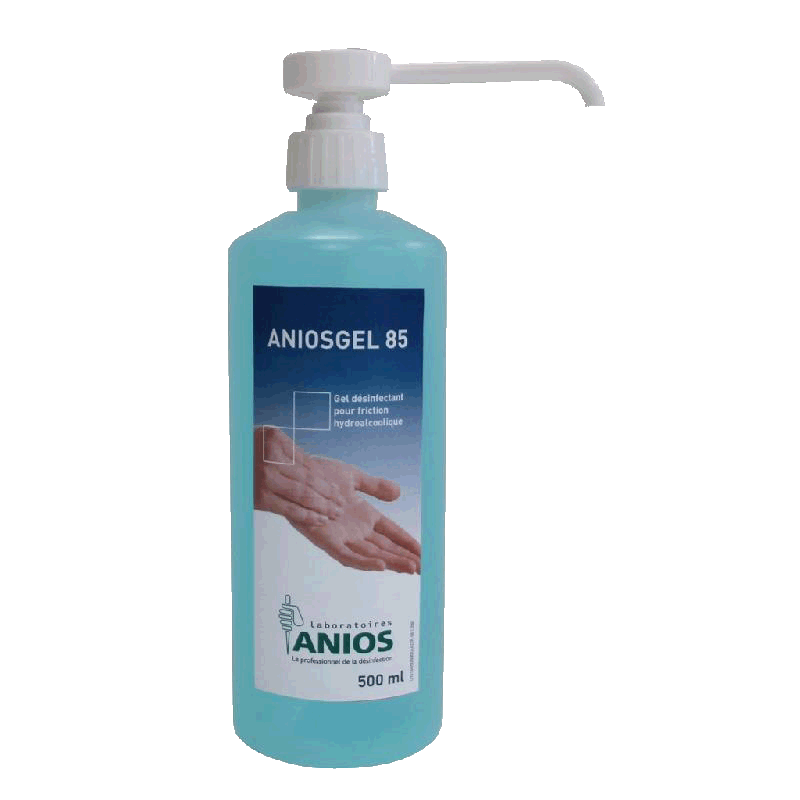 ANIOSGEL 85
Gel désinfectant
pour friction
hydroalcoolique
laboratoires
ANIOS
Le professionnel de la désinfection
500 ml